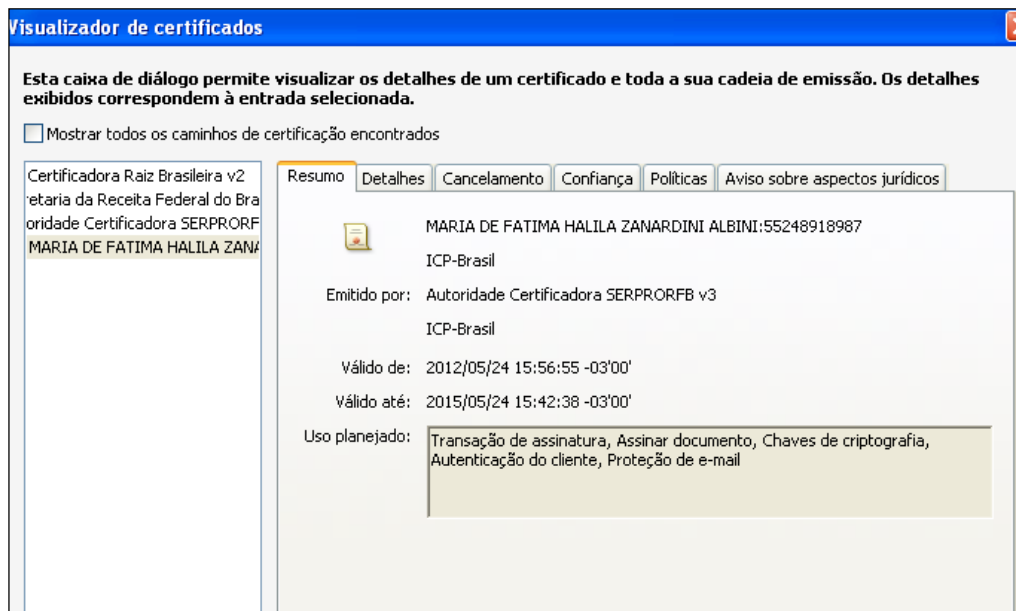 Visualizador de certificados
Esta caixa de diálogo permite visualizar os detalhes de um certificado e toda a sua cadeia de emissão. Os detalhes
exibidos correspondem à entrada selecionada.
Mostrar todos os caminhos de certificação encontrados
Certificadora Raiz Brasileira v2
retaria da Receita Federal do Bra
oridade Certificadora SERPRORF
MARIA DE FATIMA HALILA ZANA
Resumo Detalhes Cancelamento Confiança Políticas Aviso sobre aspectos jurídicos
MARIA DE FATIMA HALILA ZANARDINI ALBINI:55248918987
ICP-Brasil
Emitido por: Autoridade Certificadora SERPRORFB v3
ICP-Brasil
Válido de: 2012/05/24 15:56:55 -03'00'
Válido até: 2015/05/24 15:42:38 -03'00'
Uso planejado: Transação de assinatura, Assinar documento, Chaves de criptografia,
Autenticação do cliente, Proteção de e-mail